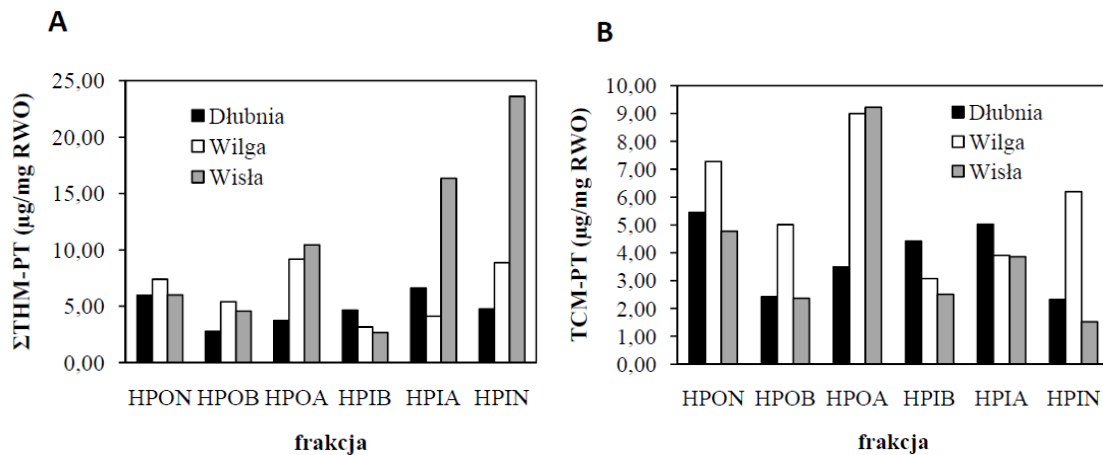 A
ΣTHM-PT (µg/mg RWO)
25,00
20,00
15,00
10,00
5,00
0,00
Dłubnia
Wilga
Wisła
HPON HPOB HPOA HPIB HPIA HPIN
frakcja
B
TCM-PT (µg/mg RWO)
10,00
9,00
8,00
7,00
6,00
5,00
4,00
3,00
2,00
1,00
0,00
Dłubnia
Wilga
Wisła
HPON HPOB HPOA HPIB HPIA HPIN
frakcja